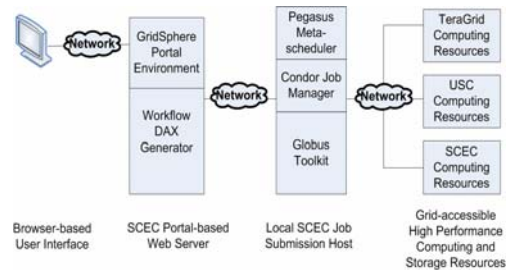 Network
GridSphere
Portal
Environment
Workflow
DAX
Generator
Network
Pegasus
Meta-
scheduler
Condor Job
Manager
Globus
Toolkit
Network
TeraGrid
Computing
Resources
USC
Computing
Resources
SCEC
Computing
Resources
Browser-based
User Interface
SCEC Portal-based
Web Server
Local SCEC Job
Submission Host
Grid-accessible
High Performance
Computing and
Storage Resources